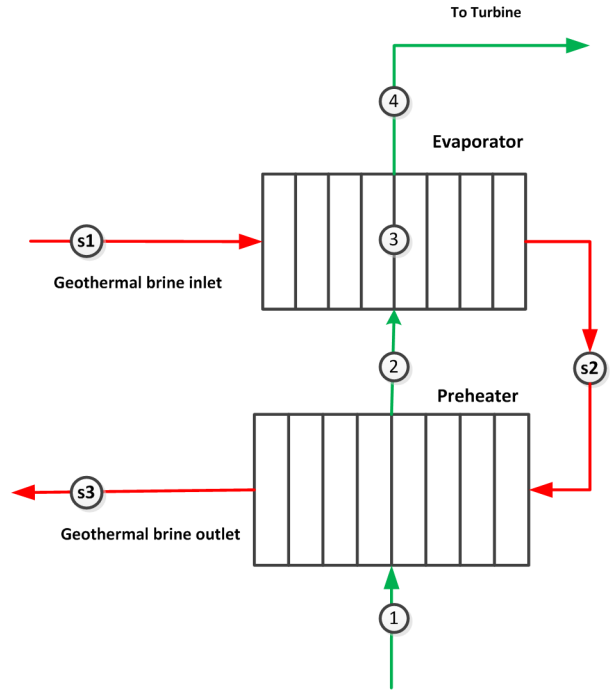 To Turbine
4
Evaporator
s1
3
Geothermal brine inlet
2
s2
Preheater
s3
Geothermal brine outlet
1